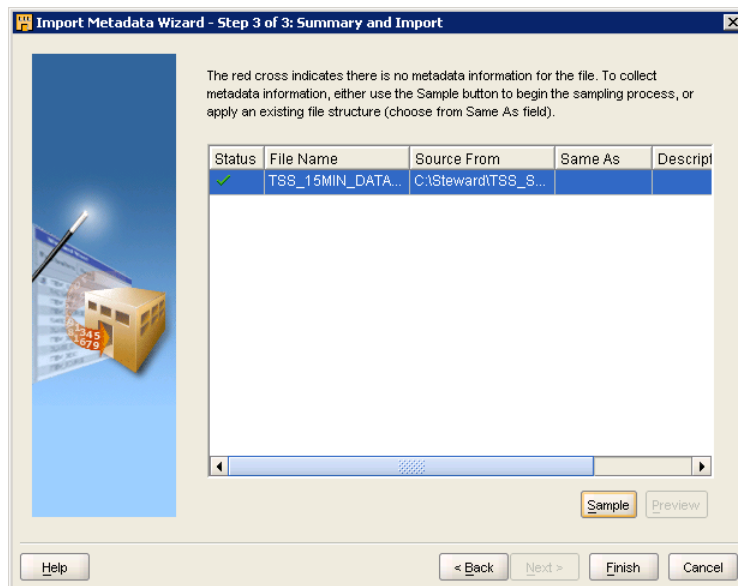 Import Metadata Wizard - Step 3 of 3: Summary and Import
The red cross indicates there is no metadata information for the file. To collect
metadata information, either use the Sample button to begin the sampling process, or
apply an existing file structure (choose from Same As field).
Status File Name Source From Same As Descript
TSS_15MIN_DATA... C:\Steward\TSS_S...
1345
1679
Sample Preview
Help < Back Next > Finish Cancel